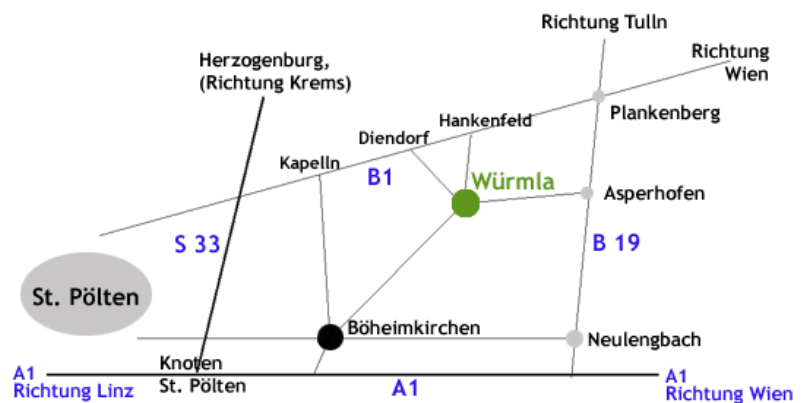 Richtung Tulln
Richtung
Wien
Herzogenburg,
(Richtung Krems)
Plankenberg
Hankenfeld
Diendorf
Kapelln
B1
Würmla
Asperhofen
S 33
B 19
St. Pölten
Böheimkirchen
Neulengbach
Knoten
St. Pölten
A1
Richtung Linz
A1
A1
Richtung Wien